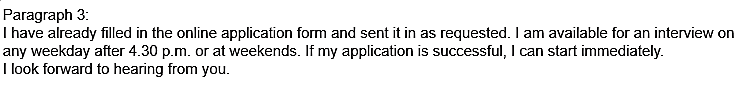 Paragraph 3:
I have already filled in the online application form and sent it in as requested. I am available for an interview on
any weekday after 4.30 p.m. or at weekends. If my application is successful, I can start immediately.
I look forward to hearing from you.